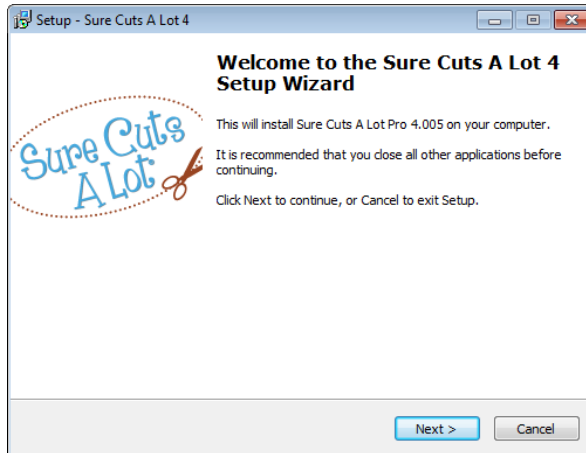 Setup - Sure Cuts A Lot 4
Welcome to the Sure Cuts A Lot 4
Setup Wizard
Sure Cuts
A Lot
This will install Sure Cuts A Lot Pro 4.005 on your computer.
It is recommended that you close all other applications before
continuing.
Click Next to continue, or Cancel to exit Setup.
Next >
Cancel